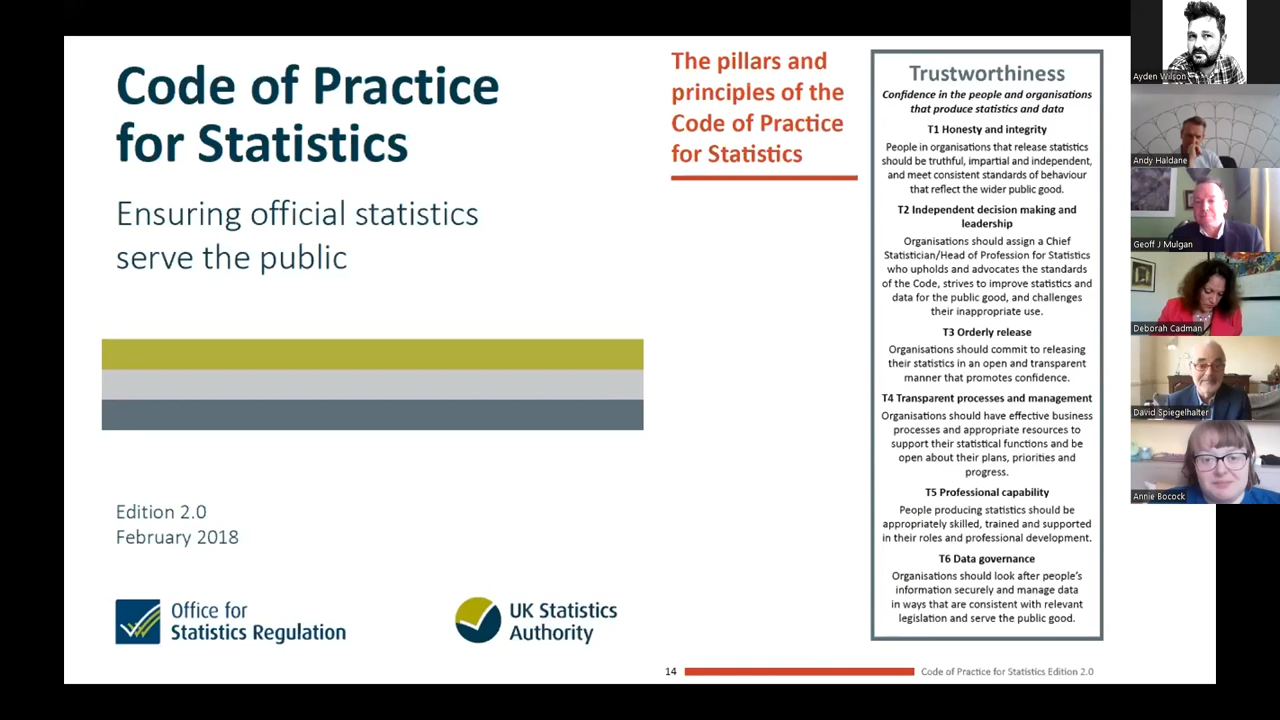 Code of Practice
for Statistics
Ensuring official statistics
serve the public
Edition 2.0
February 2018
Office for
Statistics Regulation
UK Statistics
Authority
The pillars and
principles of the
Code of Practice
for Statistics
Trustworthiness
Confidence in the people and organisations
that produce statistics and data
T1 Honesty and integrity
People in organisations that release statistics
should be truthful, impartial and independent,
and meet consistent standards of behaviour
that reflect the wider public good.
T2 Independent decision making and
leadership
Organisations should assign a Chief
Statistician/Head of Profession for Statistics
who upholds and advocates the standards
of the Code, strives to improve statistics and
data for the public good, and challenges
their inappropriate use.
T3 Orderly release
Organisations should commit to releasing
their statistics in an open and transparent
manner that promotes confidence.
T4 Transparent processes and management
Organisations should have effective business
processes and appropriate resources to
support their statistical functions and be
open about their plans, priorities and
progress.
T5 Professional capability
People producing statistics should be
appropriately skilled, trained and supported
in their roles and professional development.
T6 Data governance
Organisations should look after people's
information securely and manage data
in ways that are consistent with relevant
legislation and serve the public good.
14
Code of Practice for Statistics Edition 2.0
Ayden Wilson
Andy Haldane
Geoff J Mulgan
Deborah Cadman
David Spiegelhalter
Annie Bocock